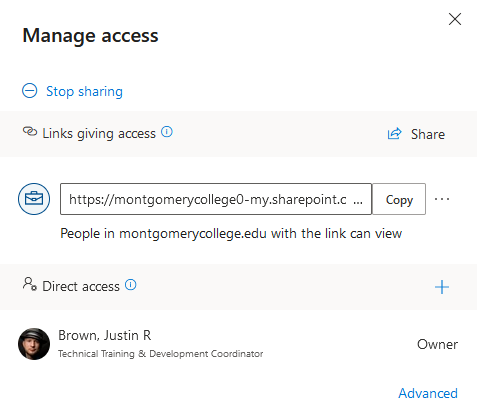 Manage access
Stop sharing
Links giving access
Share
https://montgomerycollege0-my.sharepoint.c ...
Copy
People in montgomerycollege.edu with the link can view
Direct access
Brown, Justin R
Owner
Technical Training & Development Coordinator
Advanced